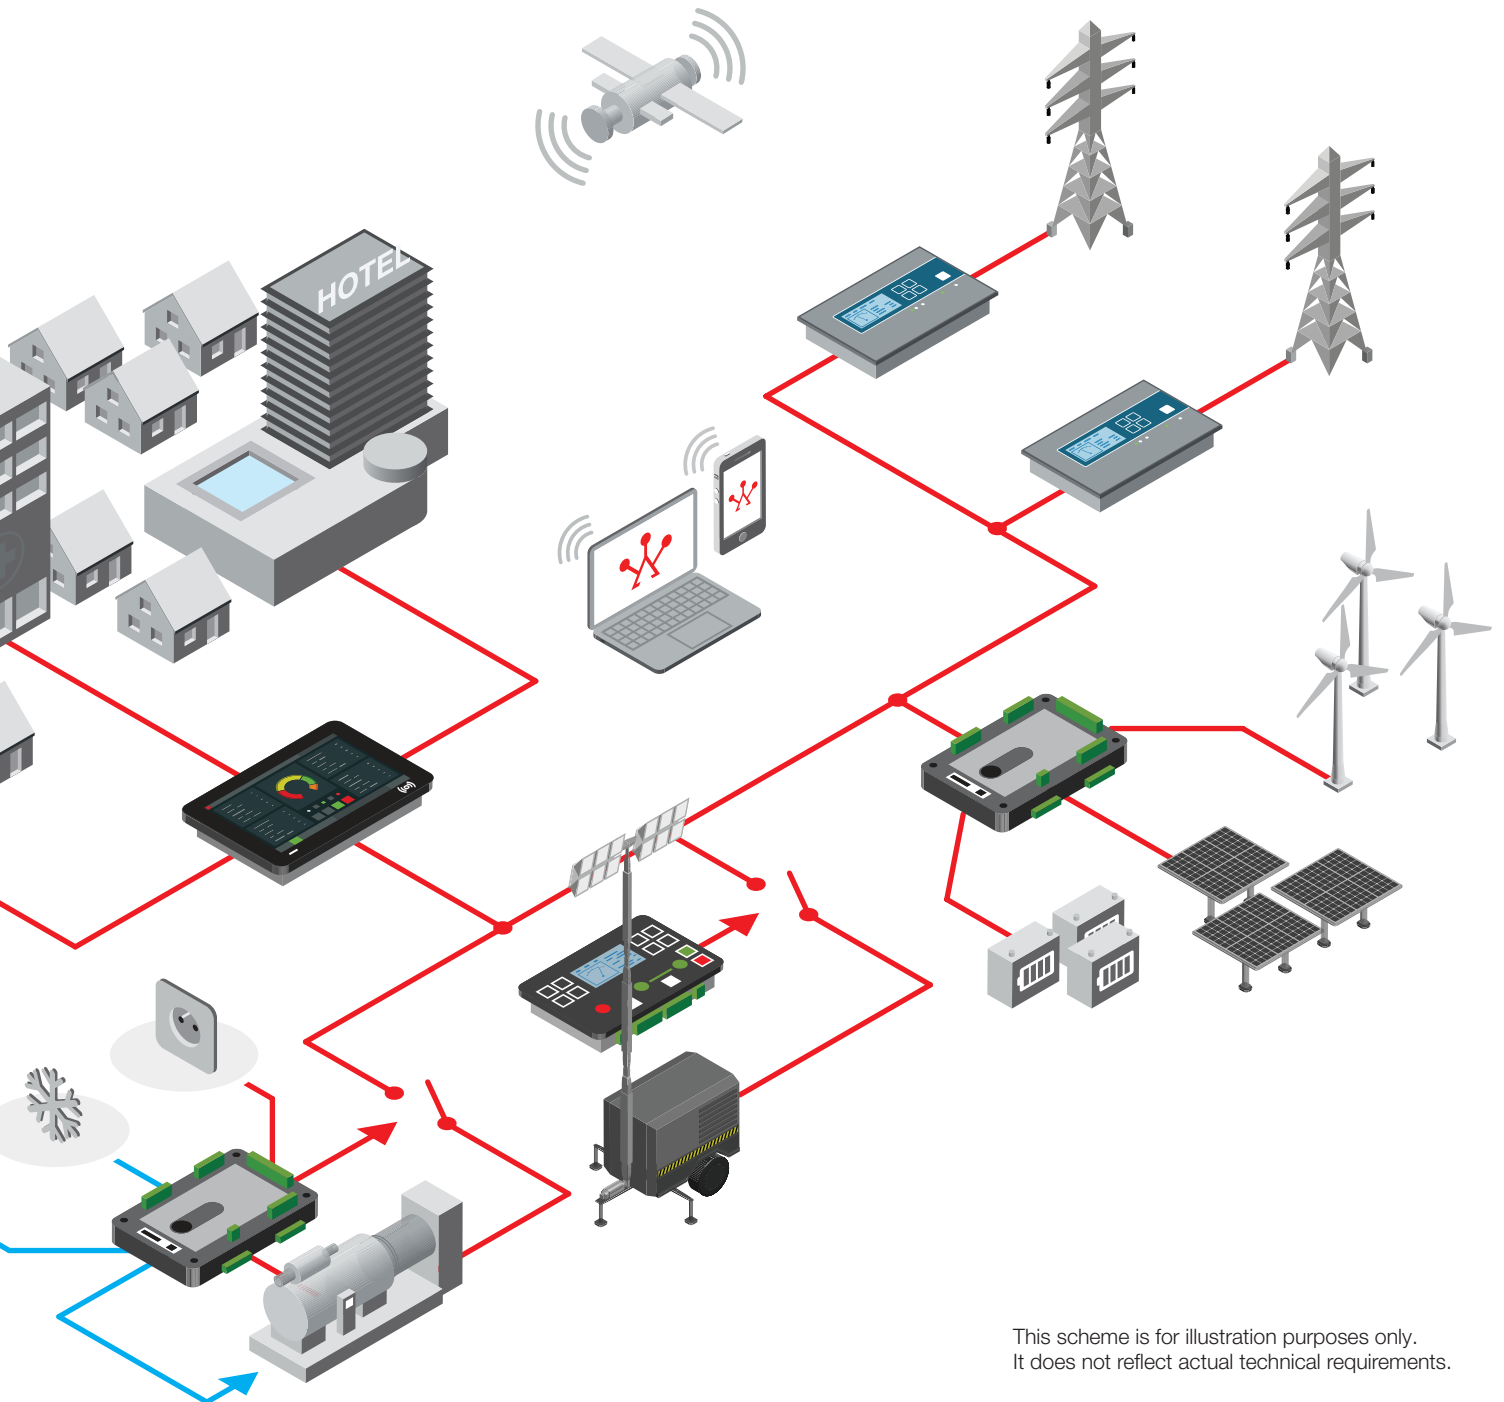 HOTEL
This scheme is for illustration purposes only.
It does not reflect actual technical requirements.